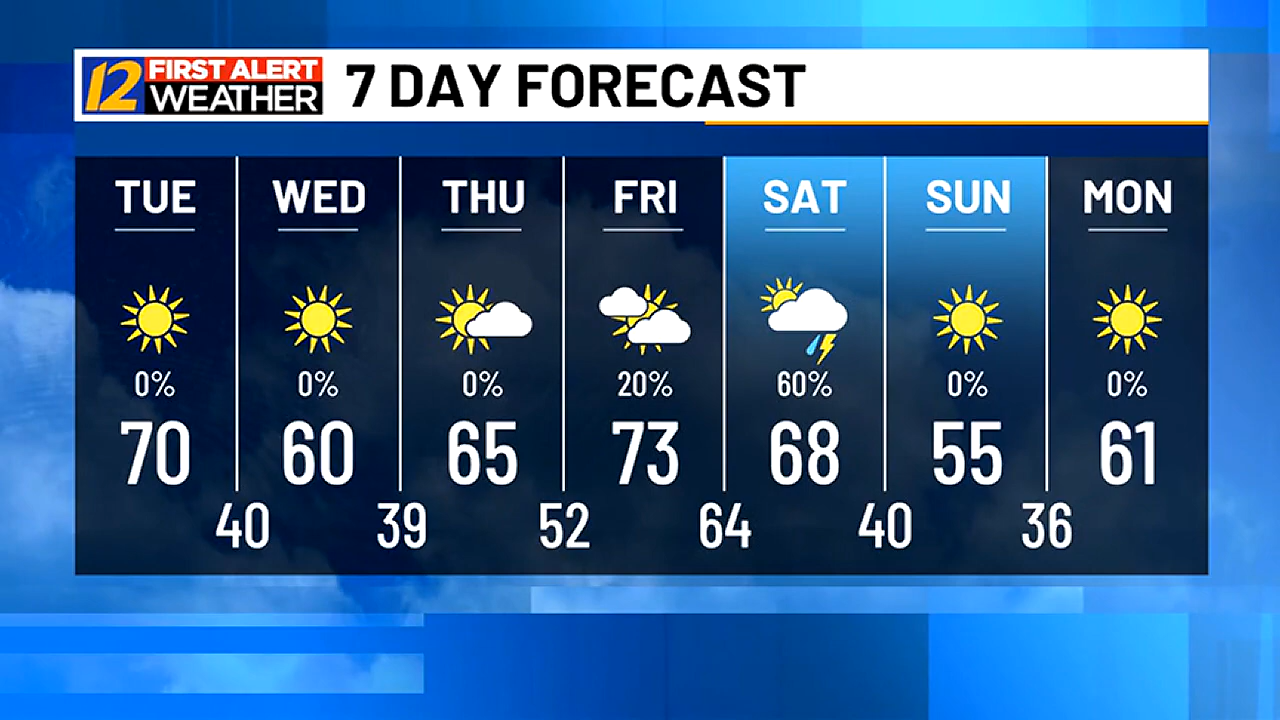 12 FIRST ALERT WEATHER 7 DAY FORECAST
TUE WED THU FRI SAT SUN MON
0% 0% 0% 20% 60% 0% 0%
70 60 65 73 68 55 61
40 39 52 64 40 36